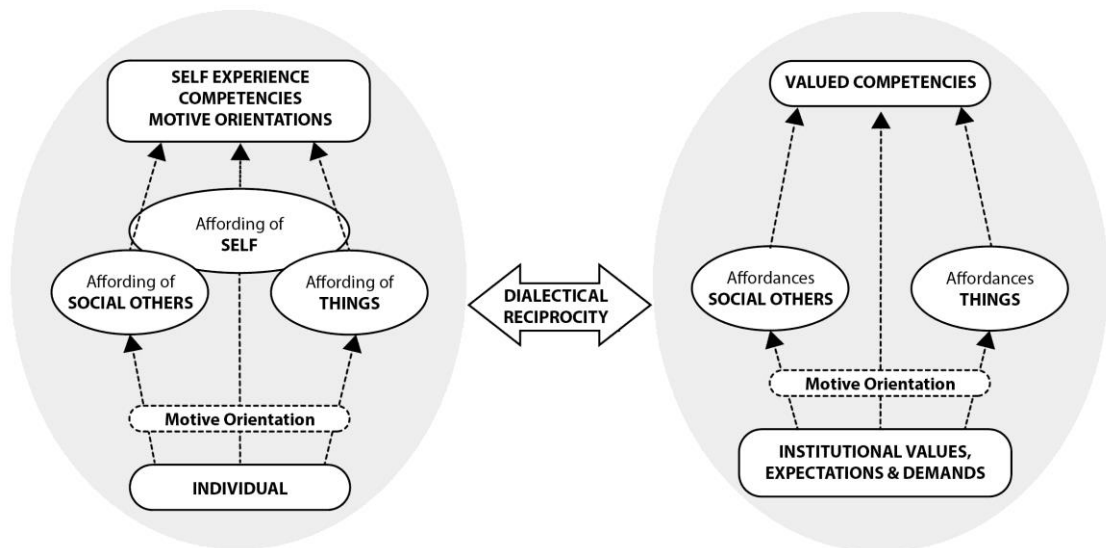 SELF EXPERIENCE
COMPETENCIES
MOTIVE ORIENTATIONS
Affording of
SELF
Affording of
SOCIAL OTHERS
Affording of
THINGS
Motive Orientation
INDIVIDUAL
DIALECTICAL
RECIPROCITY
VALUED COMPETENCIES
Affordances
SOCIAL OTHERS
Affordances
THINGS
Motive Orientation
INSTITUTIONAL VALUES,
EXPECTATIONS & DEMANDS